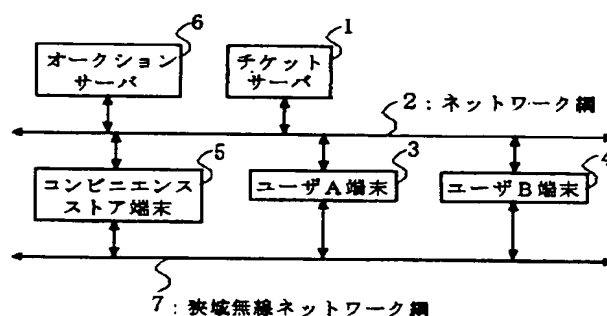 6
オークション
サーバ
1
チケット
サーバ
2：ネットワーク網
5
コンビニエンス
ストア端末
3
ユーザA端末
4
ユーザB端末
7：狭域無線ネットワーク網